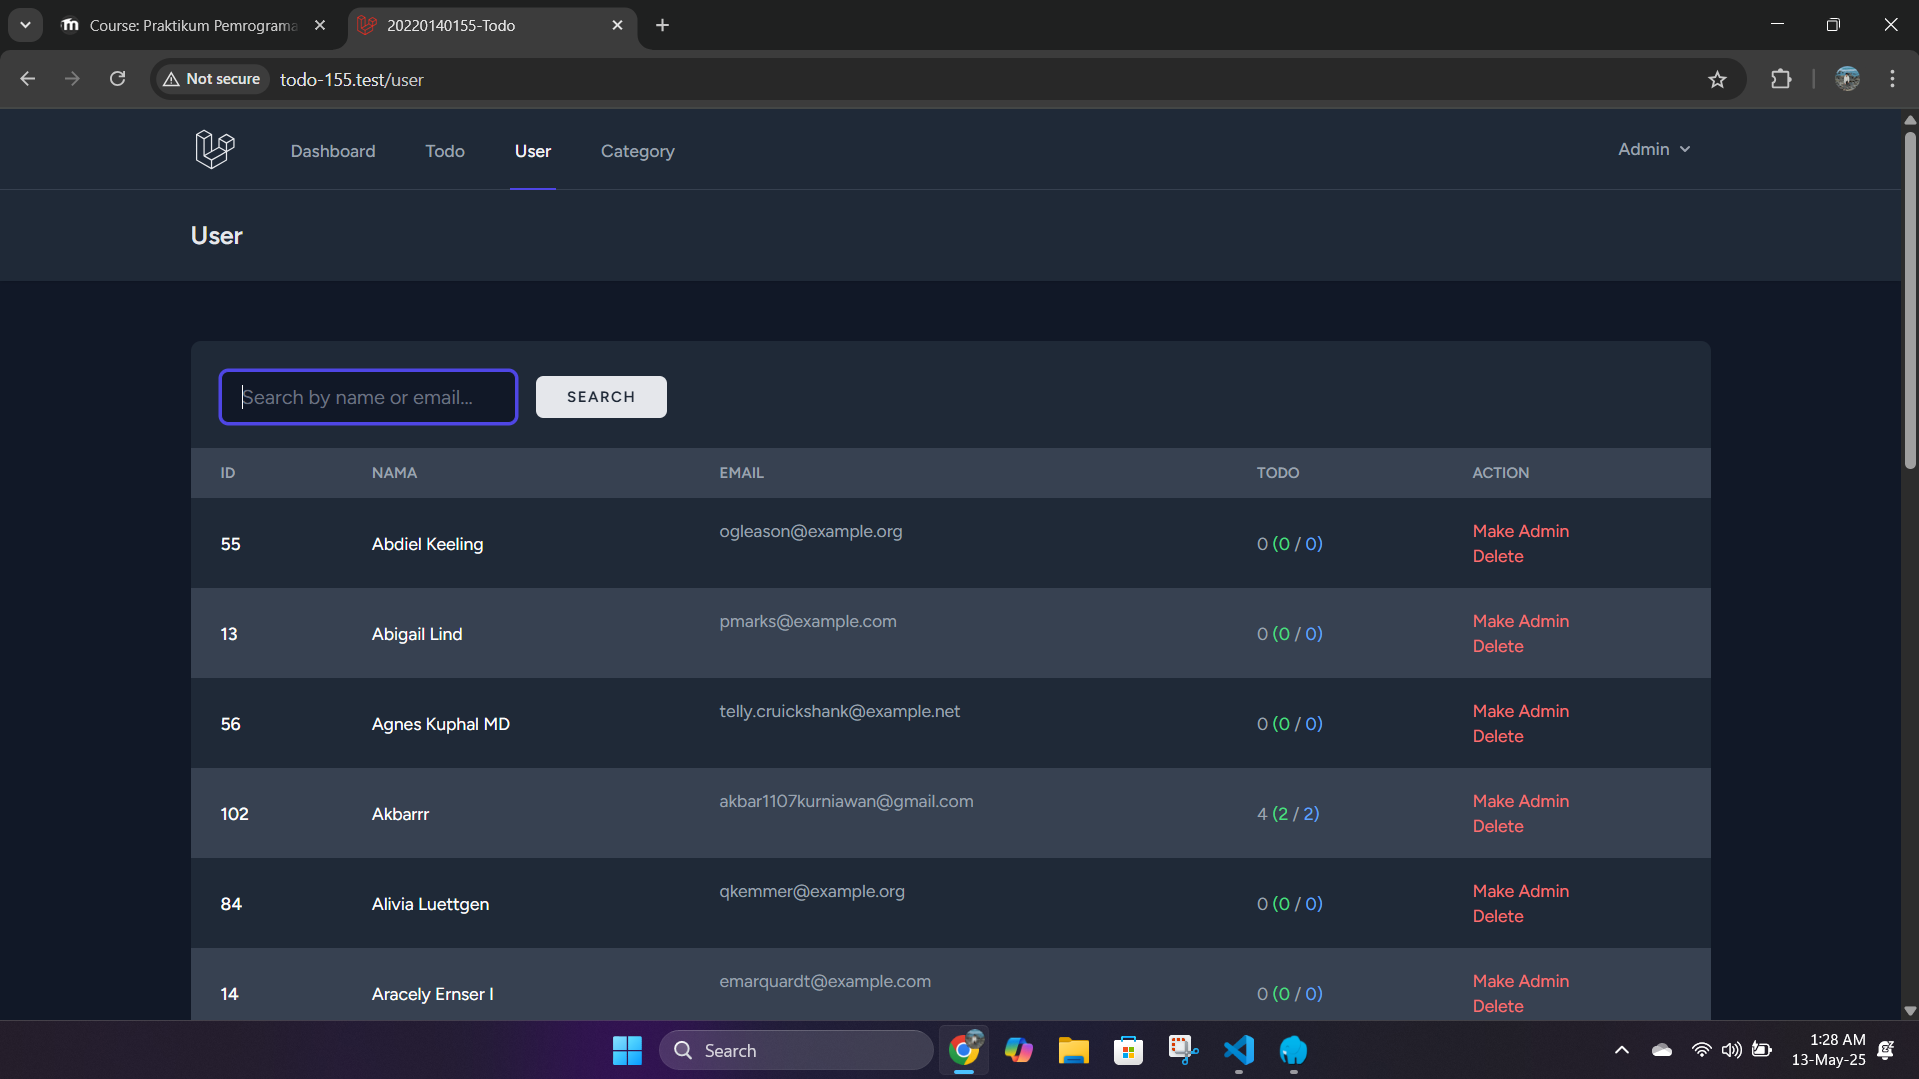 Course: Praktikum Pemrograma
20220140155-Todo
Not secure
todo-155.test/user
Dashboard
Todo
User
Category
Admin
User
Search by name or email...
SEARCH
ID
NAMA
EMAIL
TODO
ACTION
55
Abdiel Keeling
ogleason@example.org
0 (0 / 0)
Make Admin
Delete
13
Abigail Lind
pmarks@example.com
0 (0 / 0)
Make Admin
Delete
56
Agnes Kuphal MD
telly.cruickshank@example.net
0 (0 / 0)
Make Admin
Delete
102
Akbarrr
akbar1107kurniawan@gmail.com
4 (2 / 2)
Make Admin
Delete
84
Alivia Luettgen
qkemmer@example.org
0 (0 / 0)
Make Admin
Delete
14
Aracely Ernser I
emarquardt@example.com
0 (0 / 0)
Make Admin
Delete
Search
1:28 AM
13-May-25